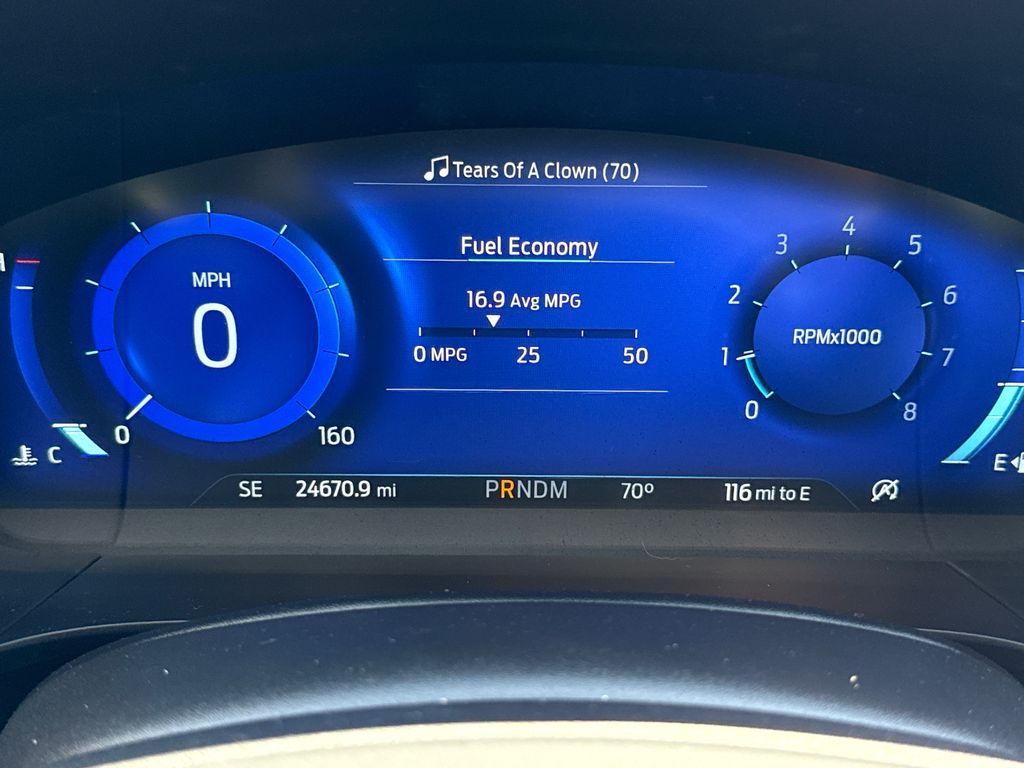 Tears Of A Clown (70)
Fuel Economy
16.9 Avg MPG
0 MPG 25 50
MPH
0
0 160
H
C
RPMx1000
0 1 2 3 4 5 6 7 8
E
SE 24670.9 mi PRNDM 70° 116 mi to E
A